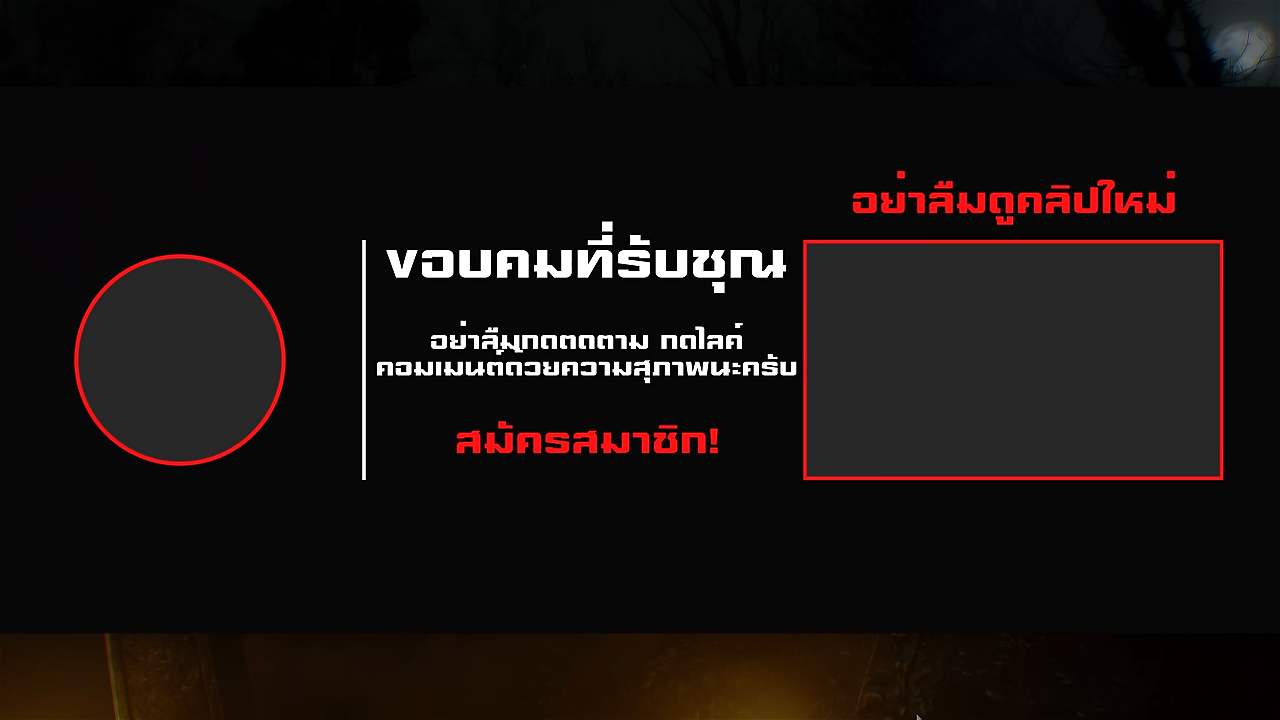 อย่าลืมดูคลิปใหม่
ขอบคมที่รับชุณ
อย่าลืมกดตดตาม กดไลค์
คอมเมนต์ด้วยความสุภาพนะครับ
สมัครสมาชิก!